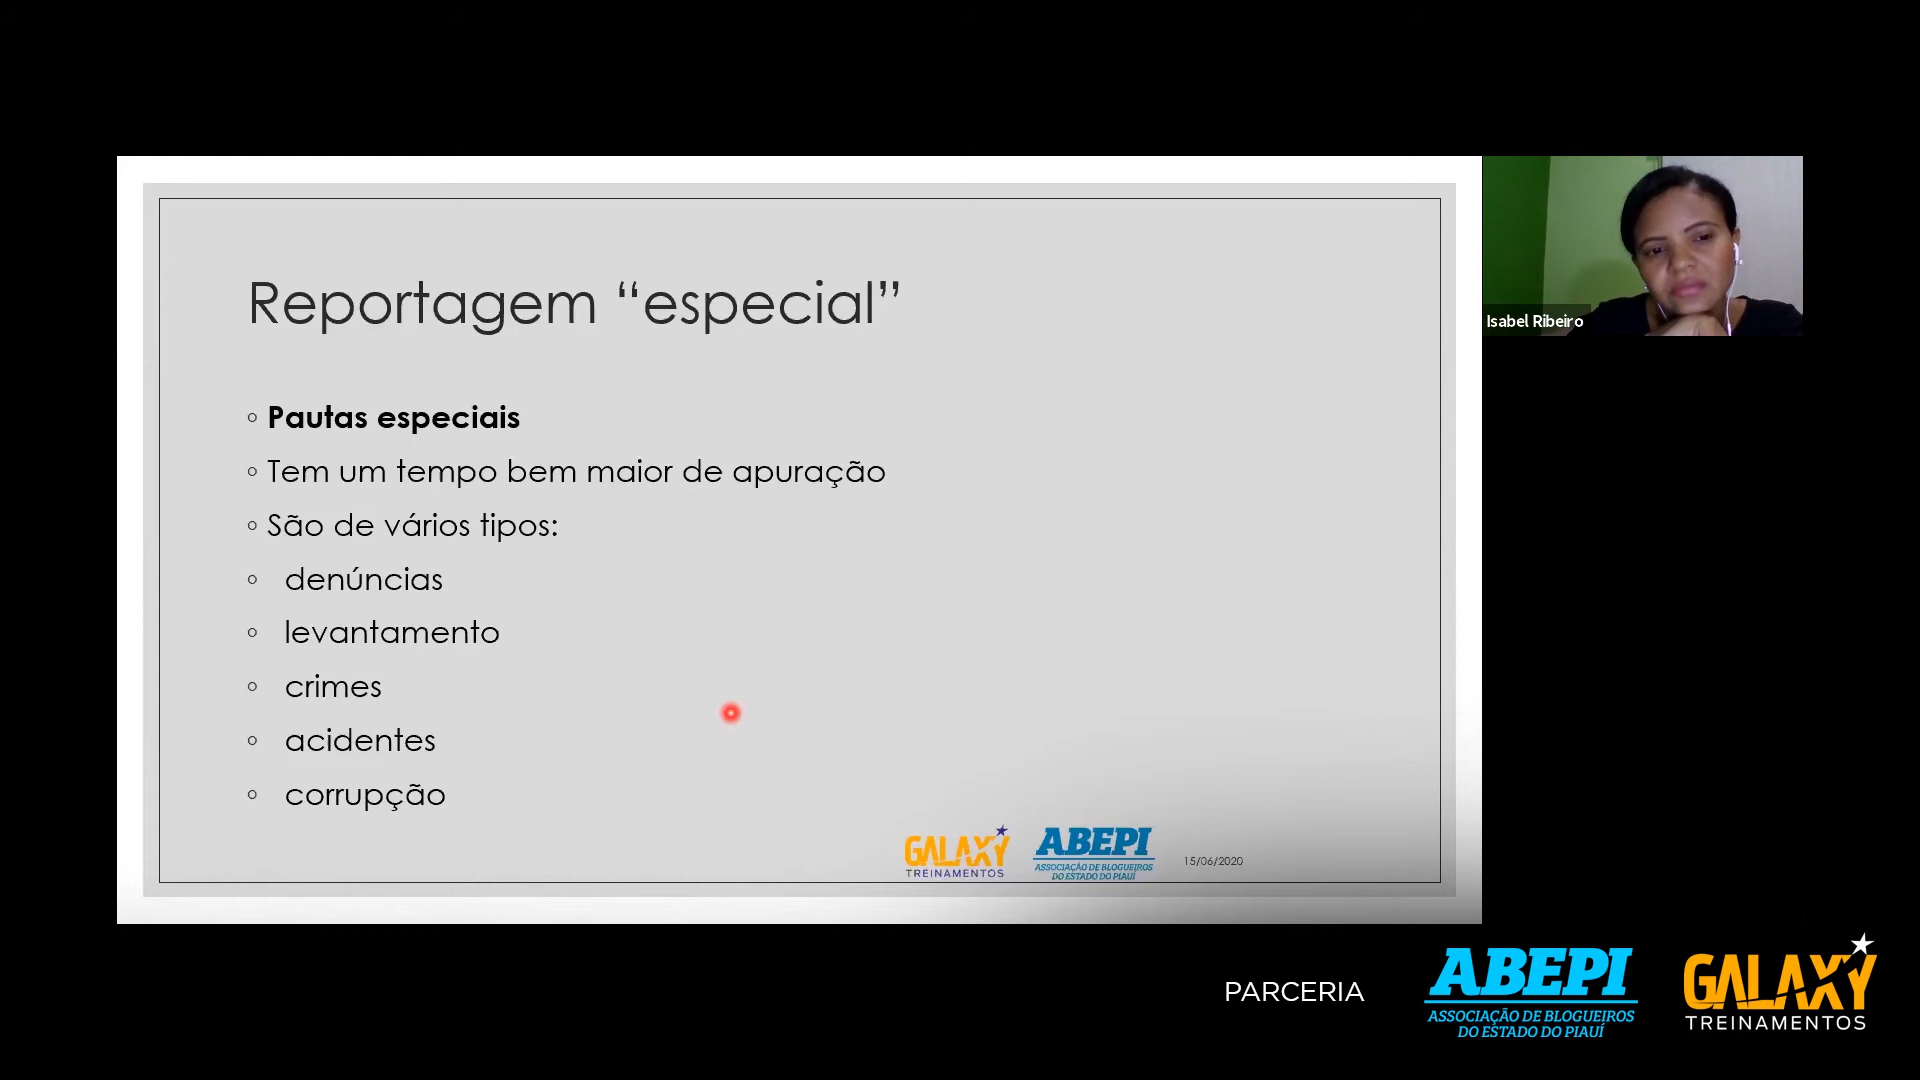 Reportagem “especial”
Pautas especiais
Tem um tempo bem maior de apuração
São de vários tipos:
denúncias
levantamento
crimes
acidentes
corrupção
GALAXY
TREINAMENTOS
ABEPI
ASSOCIAÇÃO DE BLOGUEIROS
DO ESTADO DO PIAUÍ
15/06/2020
Isabel Ribeiro
PARCERIA
ABEPI
ASSOCIAÇÃO DE BLOGUEIROS
DO ESTADO DO PIAUÍ
GALAXY
TREINAMENTOS